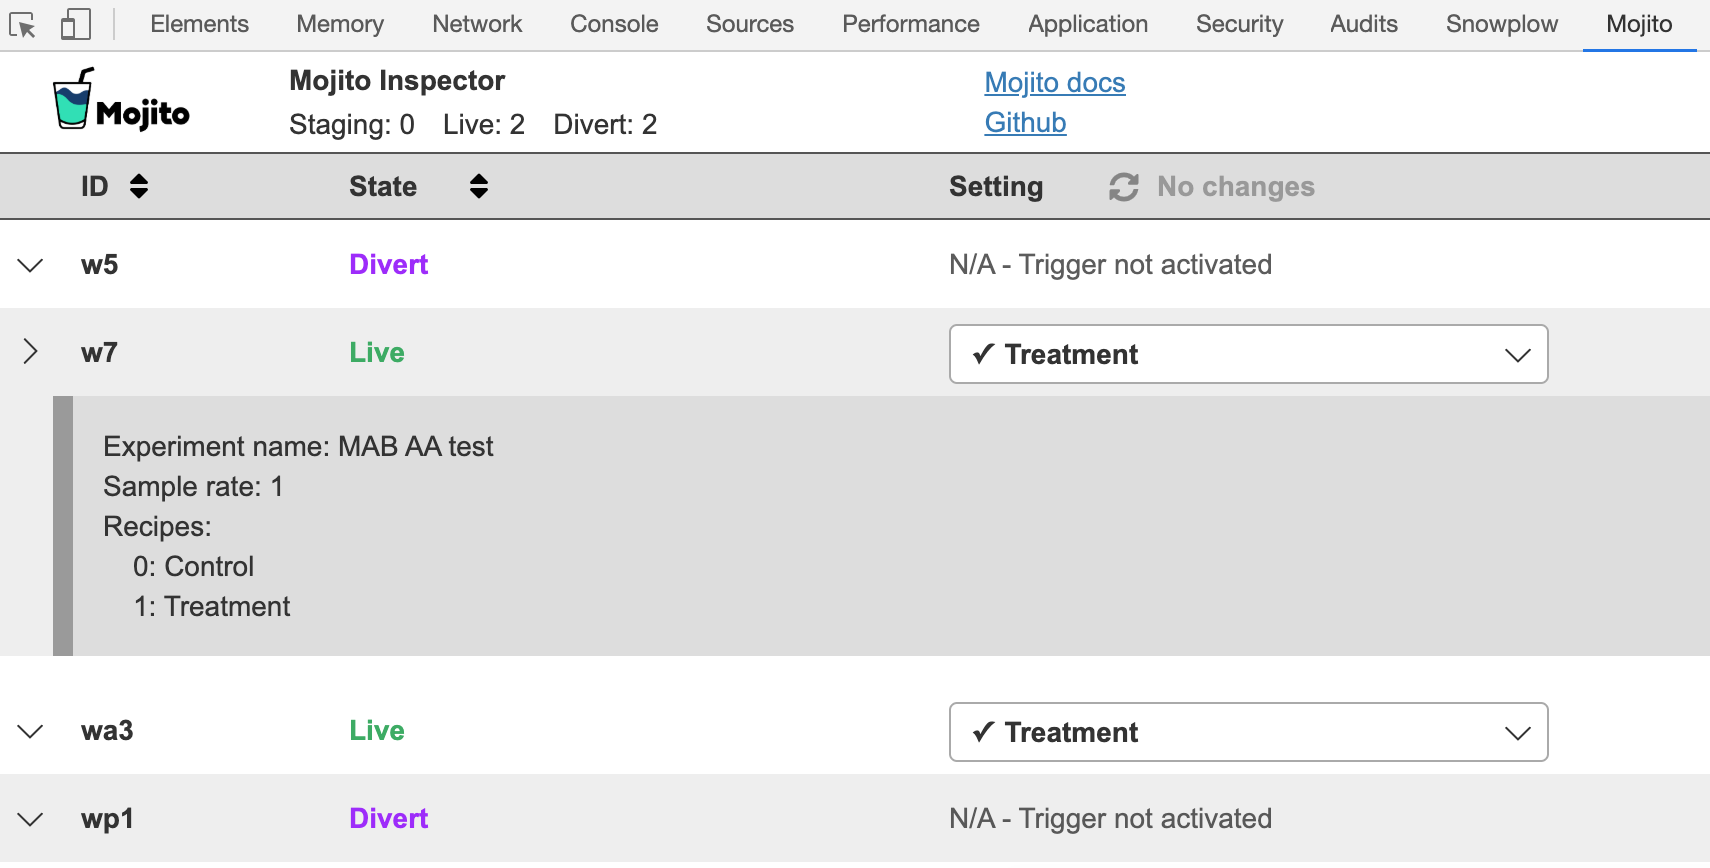 Elements Memory Network Console Sources Performance Application Security Audits Snowplow Mojito
Mojito
Mojito Inspector
Staging: 0 Live: 2 Divert: 2
Mojito docs
Github
ID State Setting No changes
w5 Divert N/A - Trigger not activated
w7 Live ✔ Treatment
Experiment name: MAB AA test
Sample rate: 1
Recipes:
0: Control
1: Treatment
wa3 Live ✔ Treatment
wp1 Divert N/A - Trigger not activated